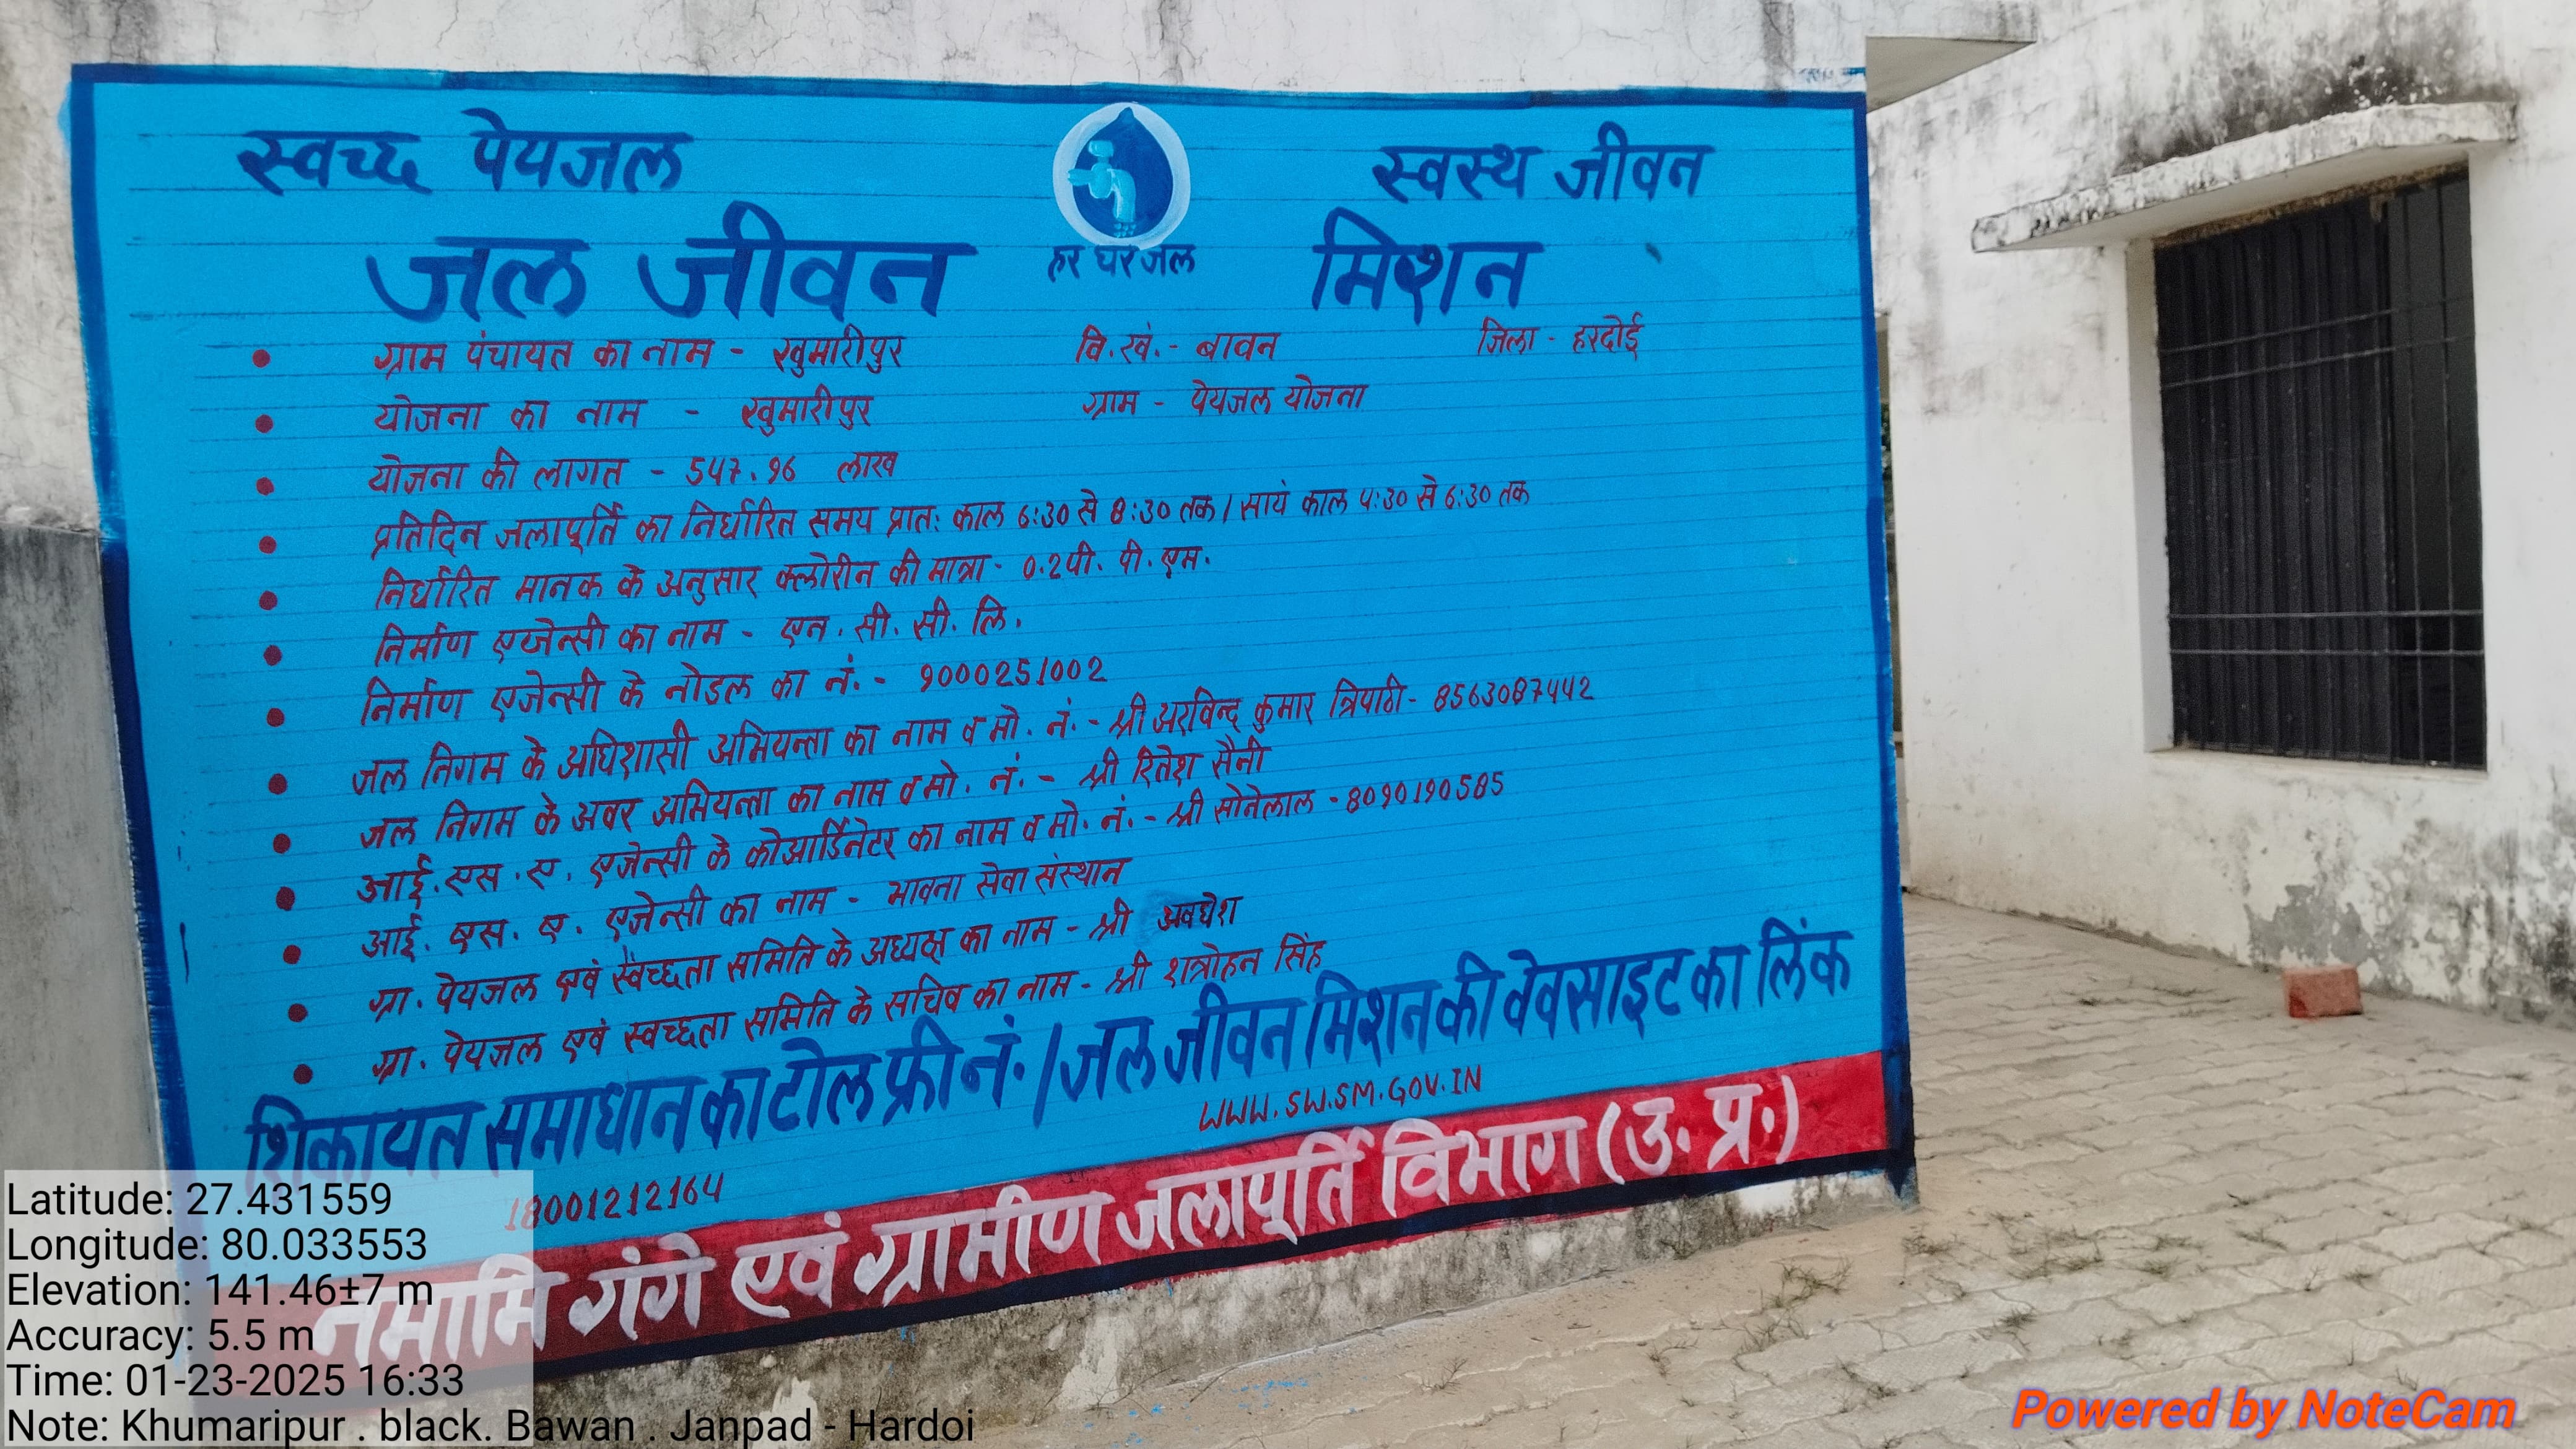 स्वच्छ पेयजल स्वस्थ जीवन
हर घर जल
जल जीवन मिशन
• ग्राम पंचायत का नाम - खुमारीपुर वि.खं.- बावन जिला - हरदोई
• योजना का नाम - खुमारीपुर ग्राम - पेयजल योजना
• योजना की लागत - 547.96 लाख
• प्रतिदिन जलापूर्ति का निर्धारित समय प्रात: काल 6:30 से 8:30 तक / सायं काल 4:30 से 6:30 तक
• निर्धारित मानक के अनुसार क्लोरीन की मात्रा - 0.2 पी. पी. एम.
• निर्माण एजेन्सी का नाम - एन. सी. सी. लि.
• निर्माण एजेन्सी के नोडल का नं. - 9000251002
• जल निगम के अधिशासी अभियन्ता का नाम व मो. नं. - श्री अरविन्द कुमार त्रिपाठी - 8563087442
• जल निगम के अवर अभियन्ता का नाम व मो. नं. - श्री रितेश सैनी
• आई. एस. ए. एजेन्सी के कोआर्डिनेटर का नाम व मो. नं. - श्री सोनेलाल - 8090190585
• आई. एस. ए. एजेन्सी का नाम - भावना सेवा संस्थान
• ग्रा. पेयजल एवं स्वच्छता समिति के अध्यक्ष का नाम - श्री अवधेश
• ग्रा. पेयजल एवं स्वच्छता समिति के सचिव का नाम - श्री शत्रोहन सिंह
शिकायत समाधान का टोल फ्री नं. / जल जीवन मिशन की वेवसाइट का लिंक
18001212164 WWW.SW.SM.GOV.IN
नमामि गंगे एवं ग्रामीण जलापूर्ति विभाग (उ. प्र.)
Latitude: 27.431559
Longitude: 80.033553
Elevation: 141.46±7 m
Accuracy: 5.5 m
Time: 01-23-2025 16:33
Note: Khumaripur . black. Bawan . Janpad - Hardoi
Powered by NoteCam